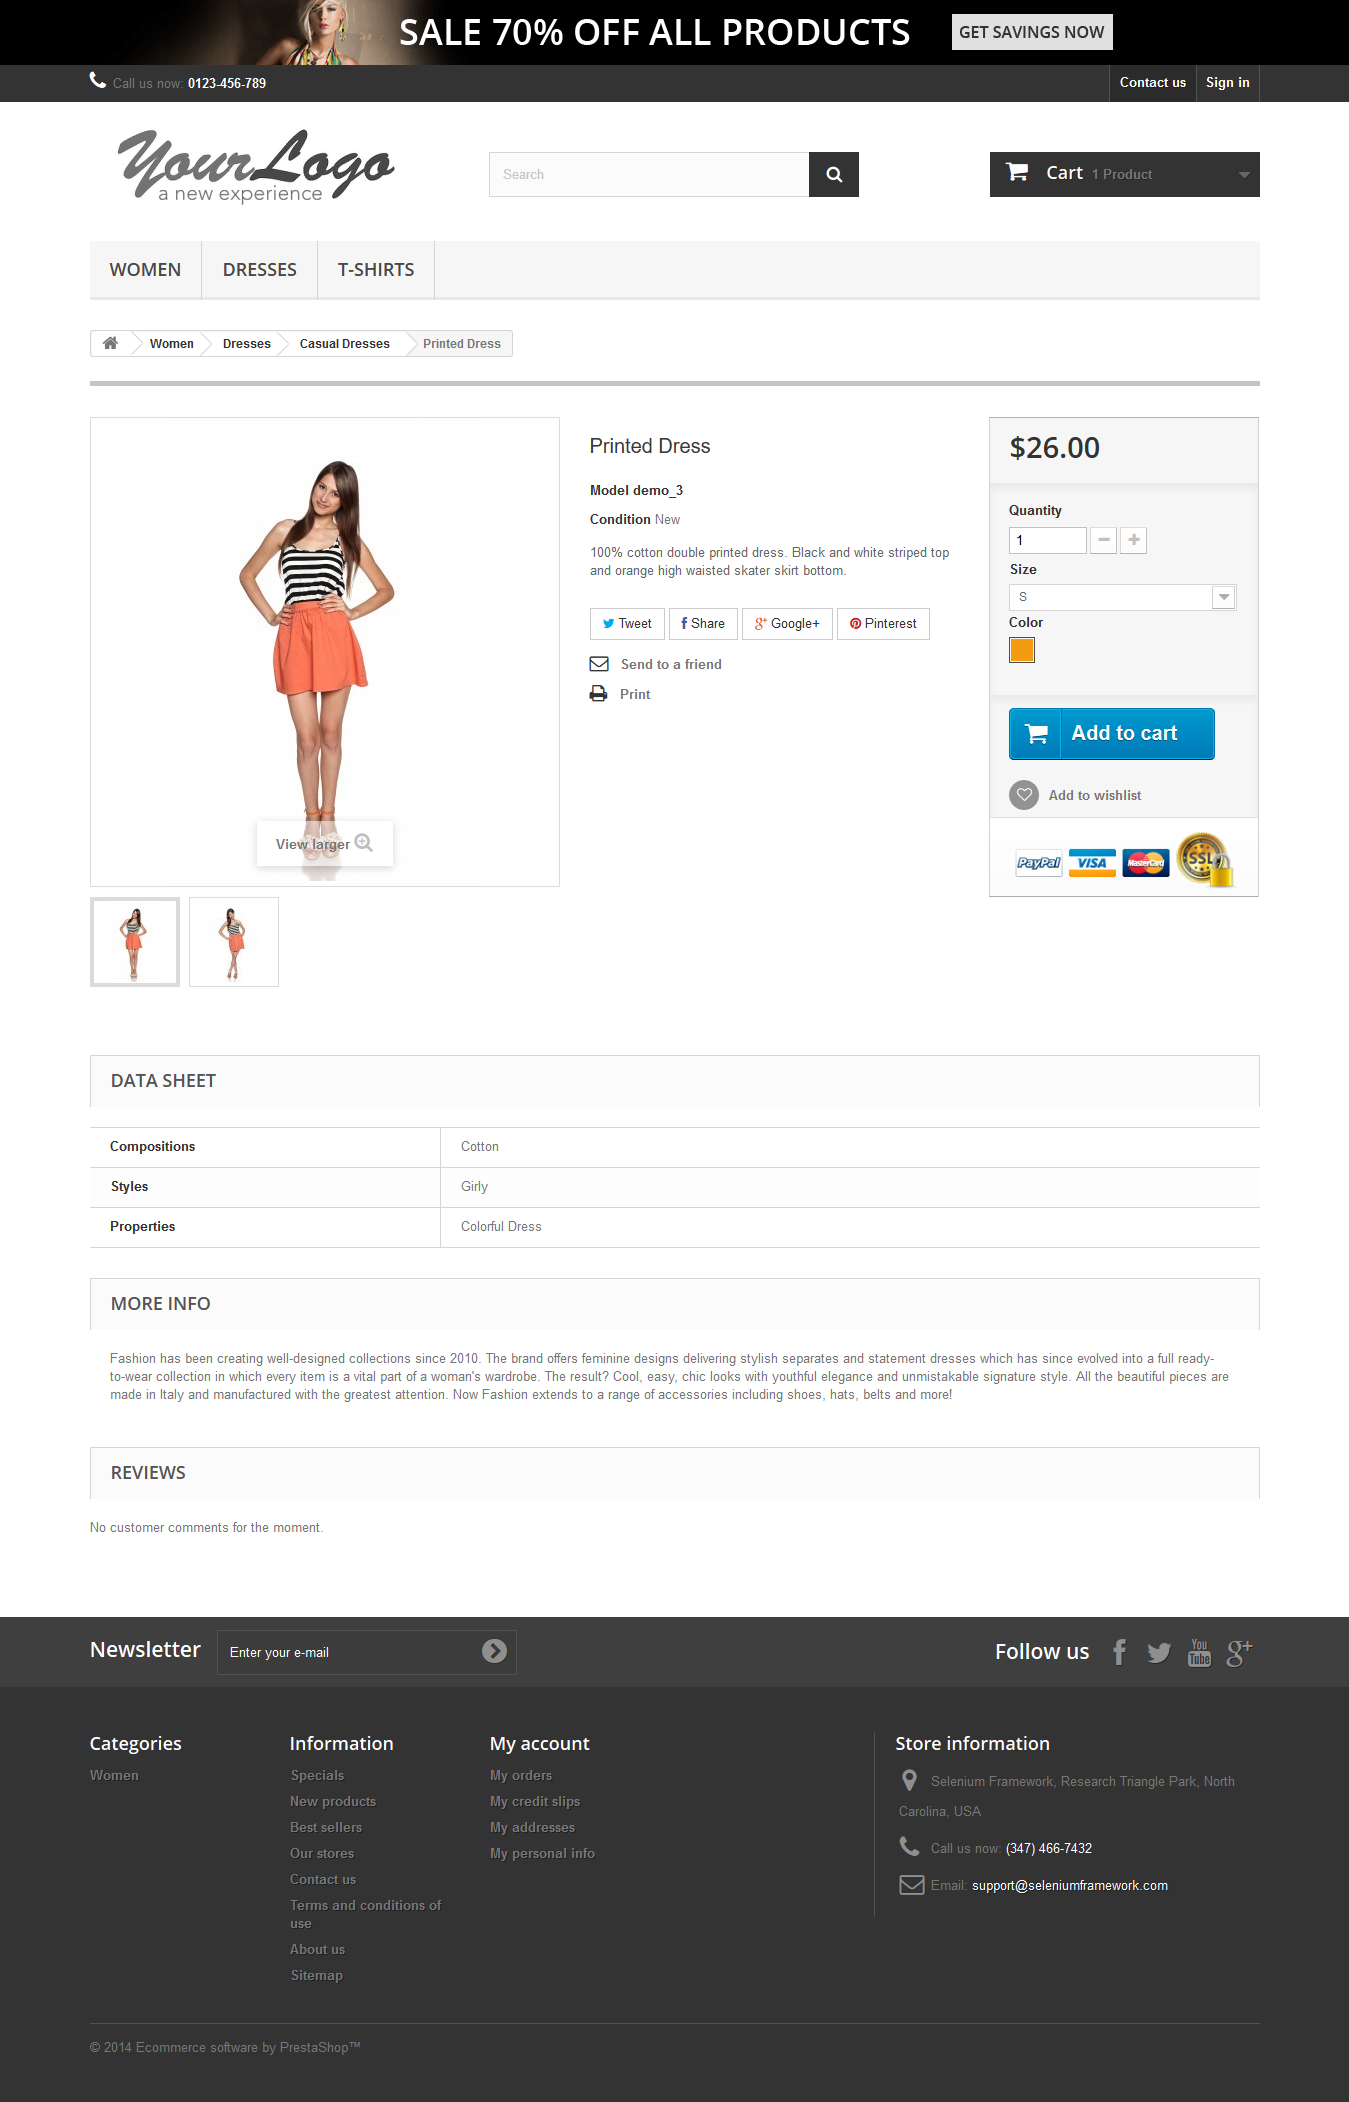 SALE 70% OFF ALL PRODUCTS
GET SAVINGS NOW
Call us now: 0123-456-789
Contact us
Sign in
YourLogo
a new experience
Search
Cart 1 Product
WOMEN
DRESSES
T-SHIRTS
Women
Dresses
Casual Dresses
Printed Dress
Printed Dress
Model demo_3
Condition New
100% cotton double printed dress. Black and white striped top
and orange high waisted skater skirt bottom.
Tweet
Share
Google+
Pinterest
Send to a friend
Print
View larger
$26.00
Quantity
1
Size
S
Color
Add to cart
Add to wishlist
PayPal
VISA
MasterCard
SSL
DATA SHEET
Compositions Cotton
Styles Girly
Properties Colorful Dress
MORE INFO
Fashion has been creating well-designed collections since 2010. The brand offers feminine designs delivering stylish separates and statement dresses which has since evolved into a full ready-
to-wear collection in which every item is a vital part of a woman's wardrobe. The result? Cool, easy, chic looks with youthful elegance and unmistakable signature style. All the beautiful pieces are
made in Italy and manufactured with the greatest attention. Now Fashion extends to a range of accessories including shoes, hats, belts and more!
REVIEWS
No customer comments for the moment.
Newsletter
Enter your e-mail
Follow us
You
Tube
Categories
Women
Information
Specials
New products
Best sellers
Our stores
Contact us
Terms and conditions of
use
About us
Sitemap
My account
My orders
My credit slips
My addresses
My personal info
Store information
Selenium Framework, Research Triangle Park, North
Carolina, USA
Call us now: (347) 466-7432
Email: support@seleniumframework.com
© 2014 Ecommerce software by PrestaShop™